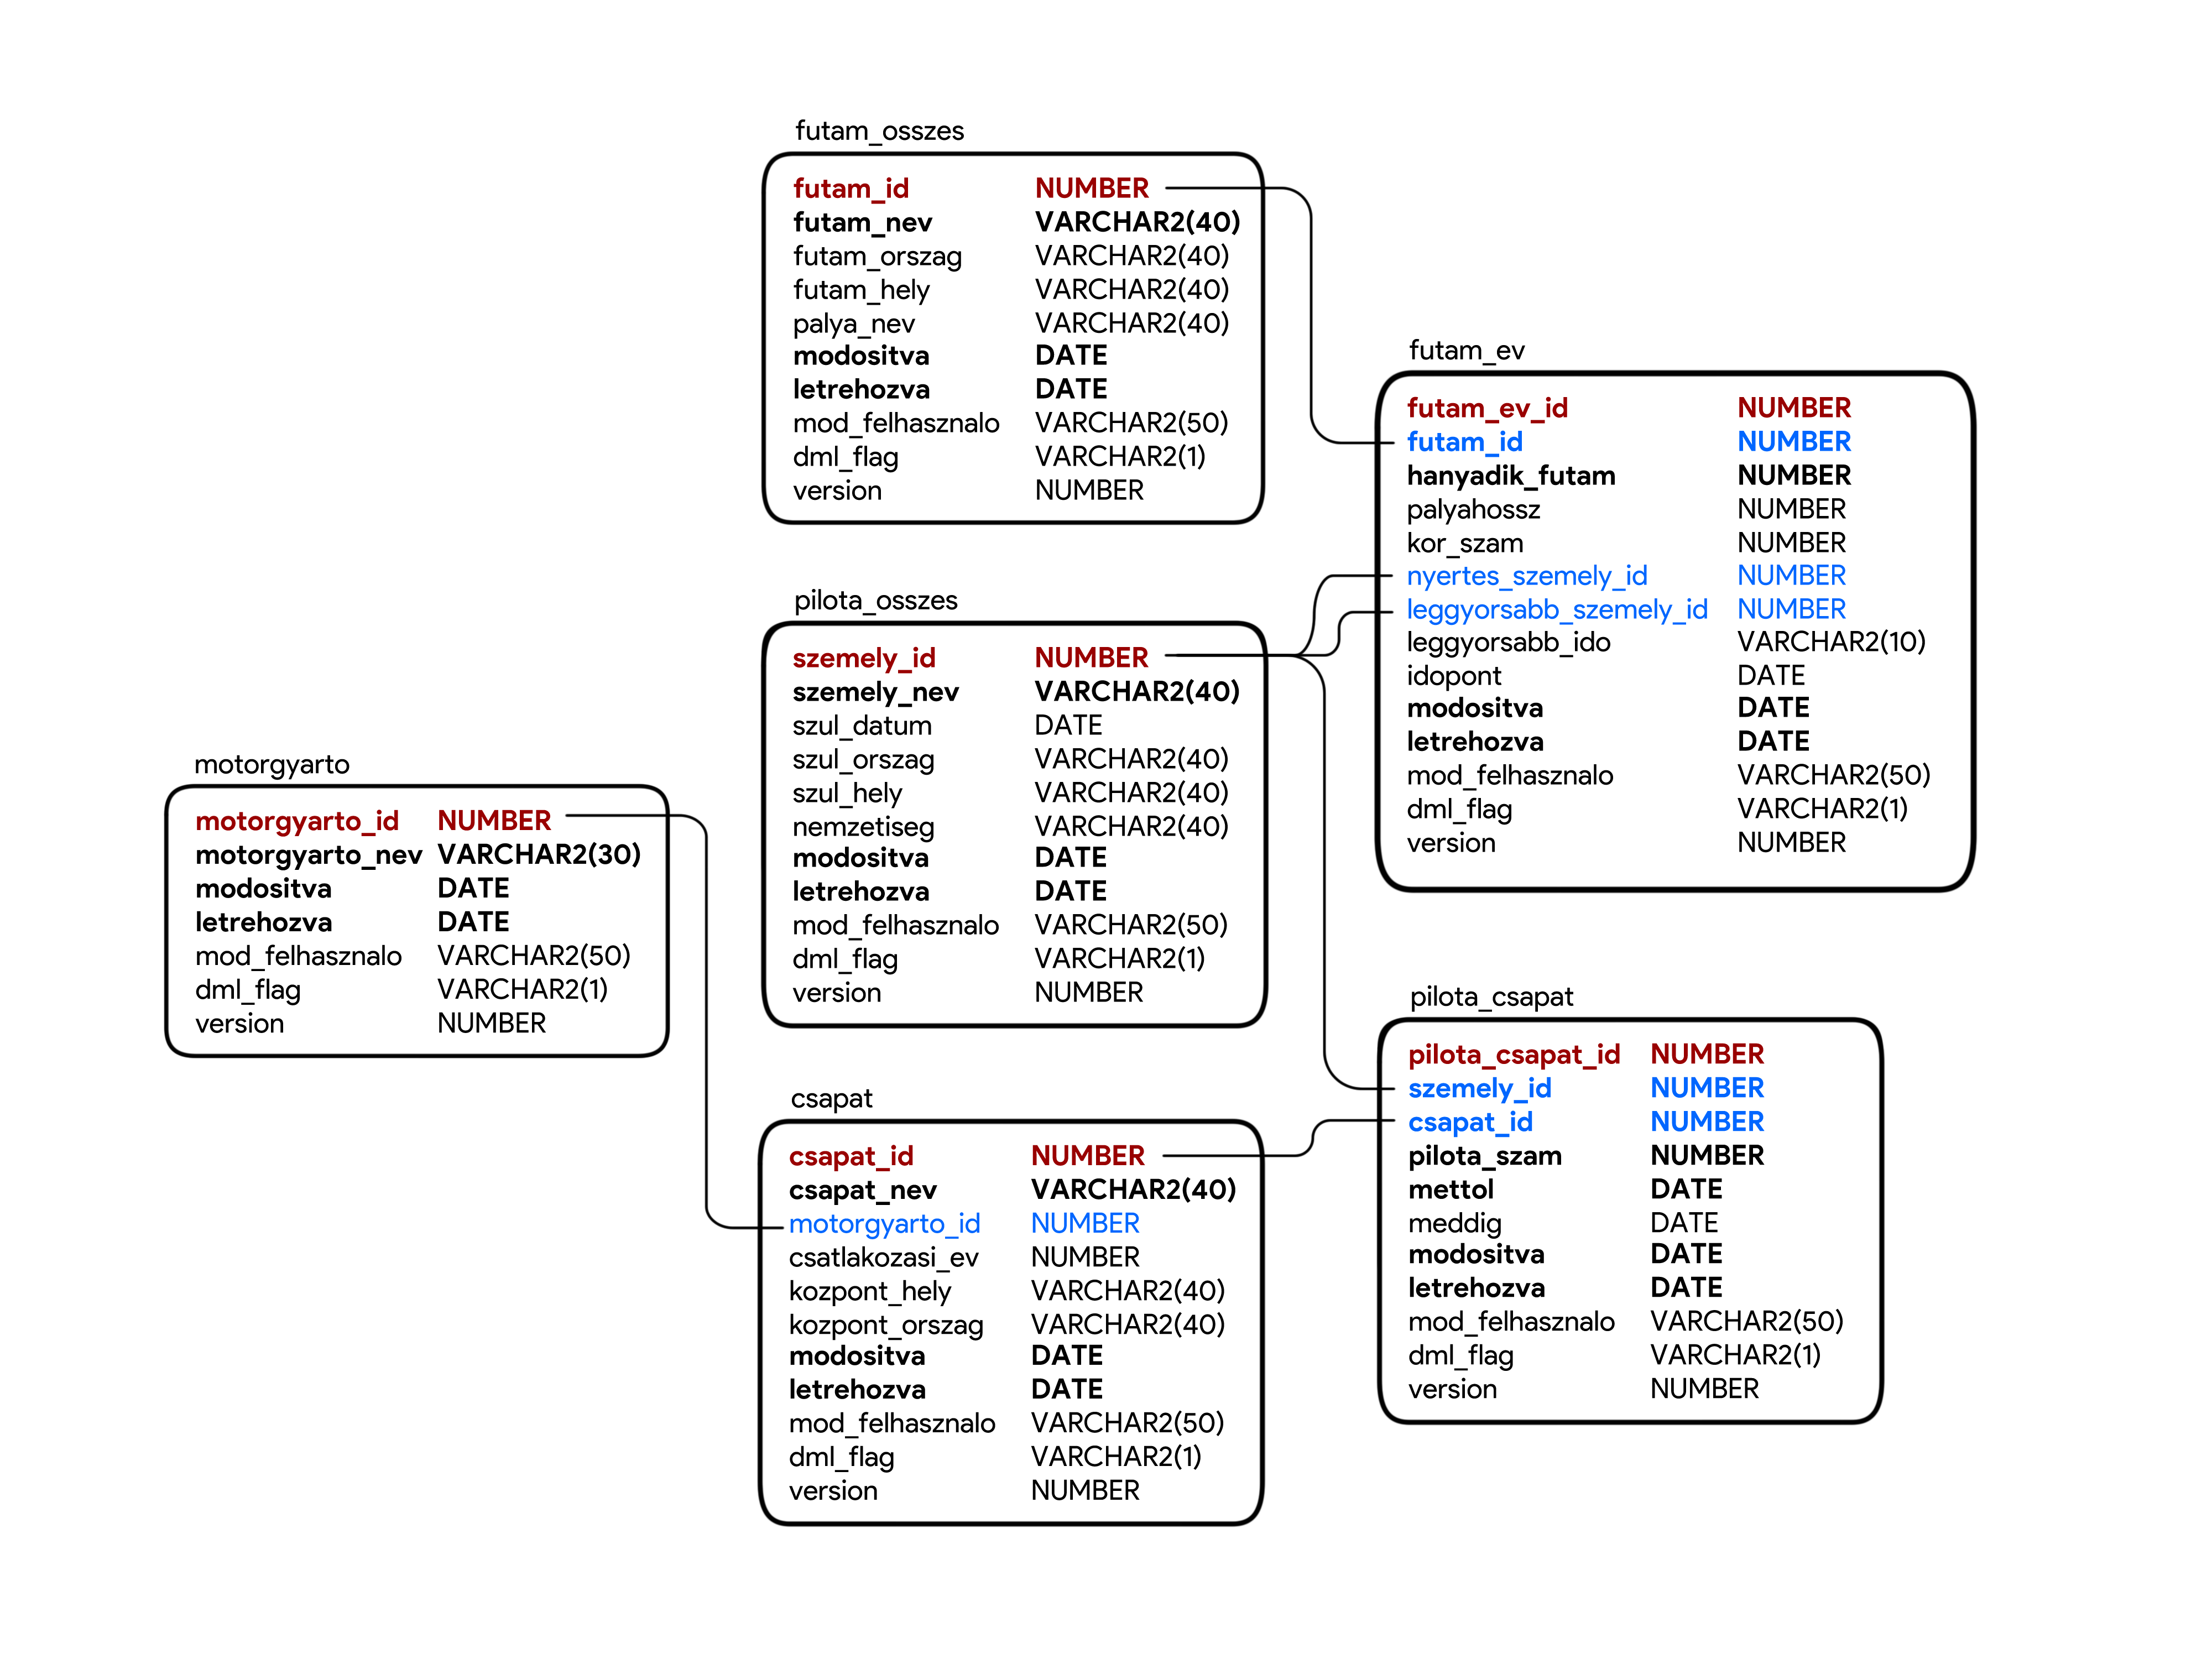 futam_osszes
futam_id NUMBER
futam_nev VARCHAR2(40)
futam_orszag VARCHAR2(40)
futam_hely VARCHAR2(40)
palya_nev VARCHAR2(40)
modositva DATE
letrehozva DATE
mod_felhasznalo VARCHAR2(50)
dml_flag VARCHAR2(1)
version NUMBER
futam_ev
futam_ev_id NUMBER
futam_id NUMBER
hanyadik_futam NUMBER
palyahossz NUMBER
kor_szam NUMBER
nyertes_szemely_id NUMBER
leggyorsabb_szemely_id NUMBER
leggyorsabb_ido VARCHAR2(10)
idopont DATE
modositva DATE
letrehozva DATE
mod_felhasznalo VARCHAR2(50)
dml_flag VARCHAR2(1)
version NUMBER
pilota_osszes
szemely_id NUMBER
szemely_nev VARCHAR2(40)
szul_datum DATE
szul_orszag VARCHAR2(40)
szul_hely VARCHAR2(40)
nemzetiseg VARCHAR2(40)
modositva DATE
letrehozva DATE
mod_felhasznalo VARCHAR2(50)
dml_flag VARCHAR2(1)
version NUMBER
motorgyarto
motorgyarto_id NUMBER
motorgyarto_nev VARCHAR2(30)
modositva DATE
letrehozva DATE
mod_felhasznalo VARCHAR2(50)
dml_flag VARCHAR2(1)
version NUMBER
pilota_csapat
pilota_csapat_id NUMBER
szemely_id NUMBER
csapat_id NUMBER
pilota_szam NUMBER
mettol DATE
meddig DATE
modositva DATE
letrehozva DATE
mod_felhasznalo VARCHAR2(50)
dml_flag VARCHAR2(1)
version NUMBER
csapat
csapat_id NUMBER
csapat_nev VARCHAR2(40)
motorgyarto_id NUMBER
csatlakozasi_ev NUMBER
kozpont_hely VARCHAR2(40)
kozpont_orszag VARCHAR2(40)
modositva DATE
letrehozva DATE
mod_felhasznalo VARCHAR2(50)
dml_flag VARCHAR2(1)
version NUMBER